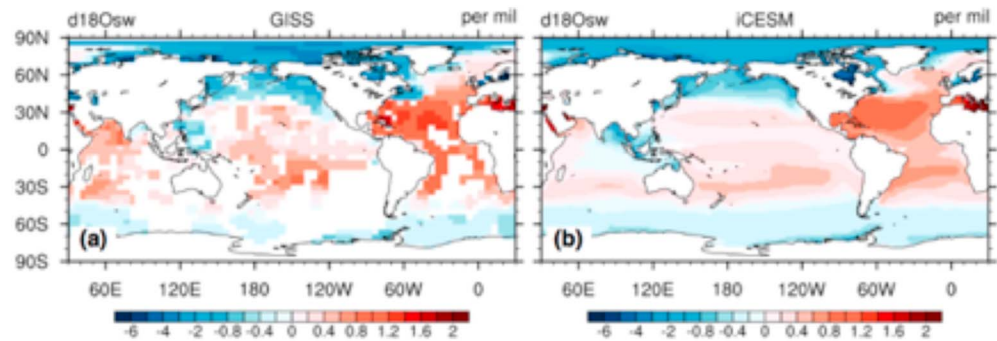 d18Osw GISS per mil
90N
60N
30N
0
30S
60S
90S
(a)
60E 120E 180 120W 60W 0
-6 -4 -2 -0.8 -0.4 0 0.4 0.8 1.2 1.6 2
d18Osw iCESM per mil
(b)
60E 120E 180 120W 60W 0
-6 -4 -2 -0.8 -0.4 0 0.4 0.8 1.2 1.6 2